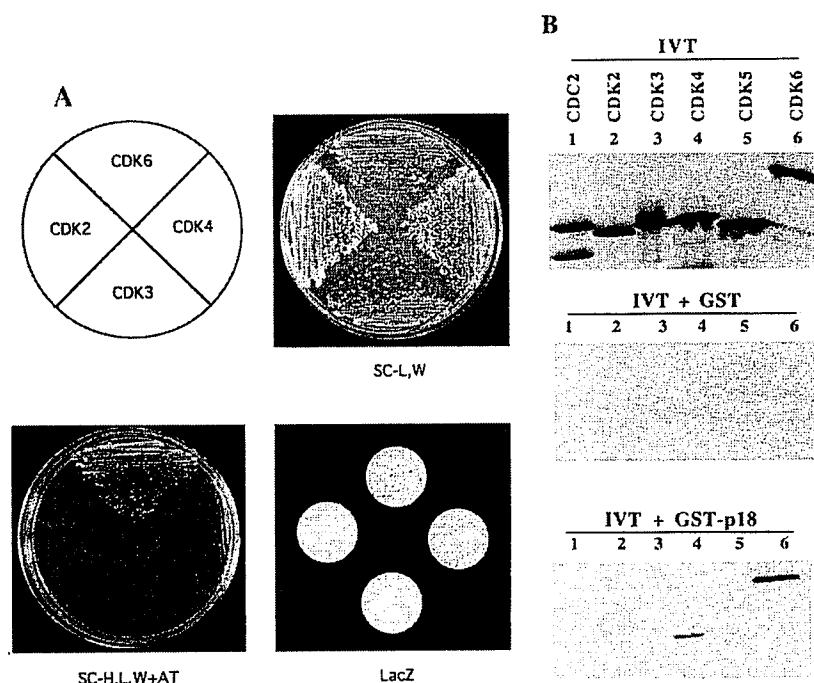 A
CDK6
CDK2
CDK4
CDK3
SC-L,W
SC-H,L,W+AT
LacZ
B
IVT
CDC2 CDK2 CDK3 CDK4 CDK5 CDK6
1 2 3 4 5 6
IVT + GST
1 2 3 4 5 6
IVT + GST-p18
1 2 3 4 5 6